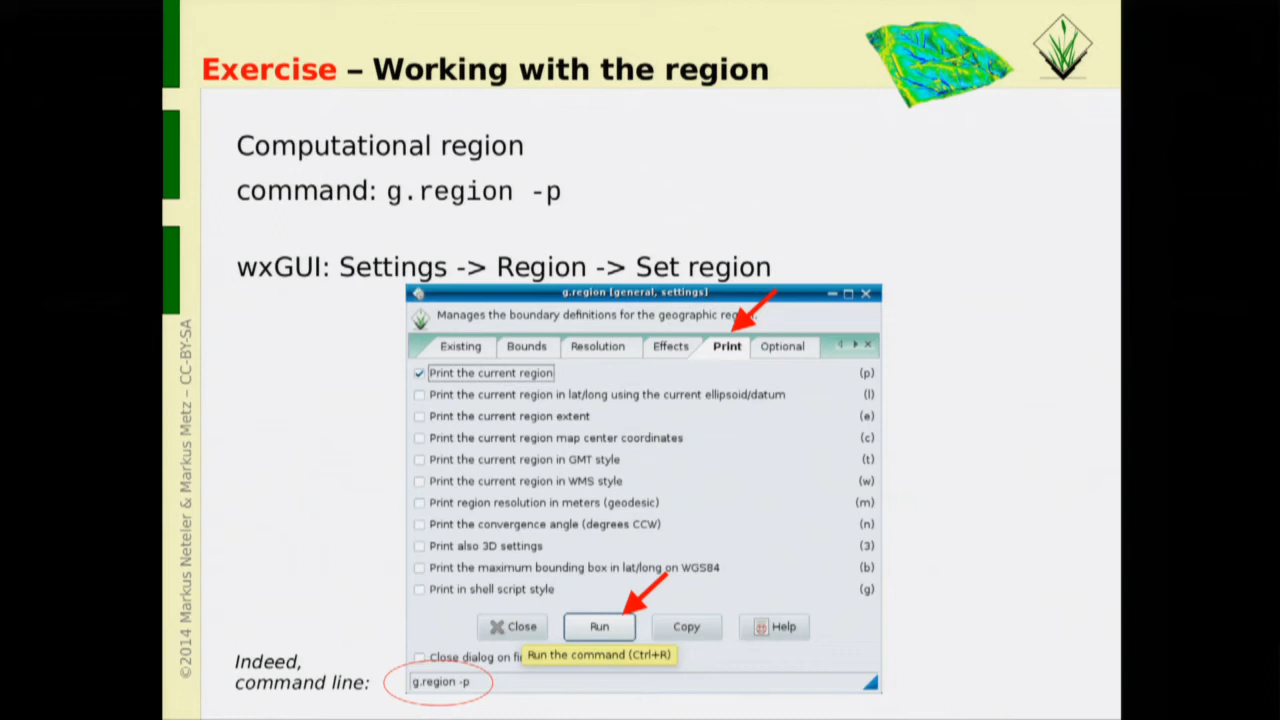 Exercise – Working with the region
Computational region
command: g.region -p
wxGUI: Settings -> Region -> Set region
g.region [general, settings]
Manages the boundary definitions for the geographic
Existing Bounds Resolution Effects Print Optional
Print the current region (p)
Print the current region in lat/long using the current ellipsoid/datum (l)
Print the current region extent (e)
Print the current region map center coordinates (c)
Print the current region in GMT style (t)
Print the current region in WMS style (w)
Print region resolution in meters (geodesic) (m)
Print the convergence angle (degrees CCW) (n)
Print also 3D settings (3)
Print the maximum bounding box in lat/long on WGS84 (b)
Print in shell script style (g)
Close Run Copy Help
Close dialog on
Run the command (Ctrl+R)
Indeed,
command line:
g.region -p
©2014 Markus Neteler & Markus Metz – CC-BY-SA